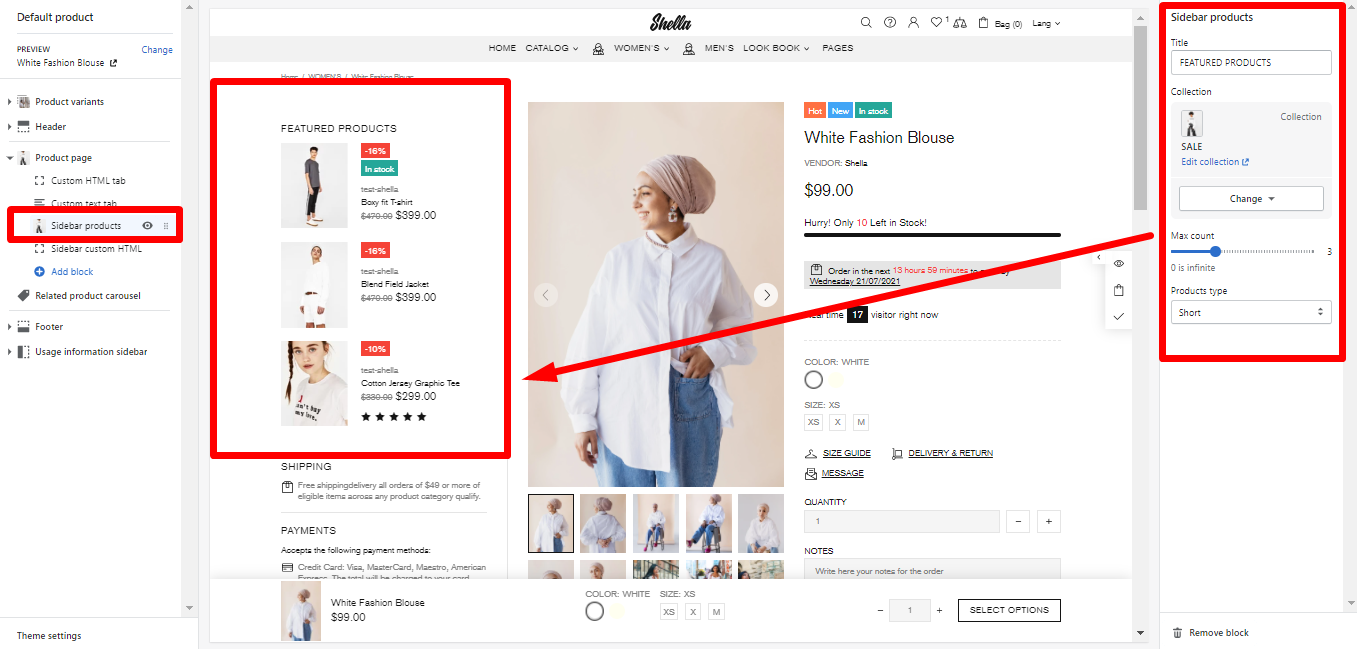 Default product
PREVIEW
Change
White Fashion Blouse
Product variants
Header
Product page
Custom HTML tab
Custom text tab
Sidebar products
Sidebar custom HTML
Add block
Related product carousel
Footer
Usage information sidebar
Theme settings
Shella
1
Bag (0)
Lang
HOME CATALOG WOMEN'S MEN'S LOOK BOOK PAGES
Home / WOMEN'S / White Fashion Blouse
FEATURED PRODUCTS
-16%
In stock
test-shella
Boxy fit T-shirt
$470.00 $399.00
-16%
test-shella
Blend Field Jacket
$470.00 $399.00
-10%
test-shella
Cotton Jersey Graphic Tee
$330.00 $299.00
SHIPPING
Free shippingdelivery all orders of $49 or more of
eligible items across any product category qualify.
PAYMENTS
Accepts the following payment methods:
Credit Card: Visa, MasterCard, Maestro, American
Express. The total will be charged to your card
Hot New In stock
White Fashion Blouse
VENDOR: Shella
$99.00
Hurry! Only 10 Left in Stock!
Order in the next 13 hours 59 minutes to
Wednesday 21/07/2021
time 17 visitor right now
COLOR: WHITE
SIZE: XS
XS X M
SIZE GUIDE DELIVERY & RETURN
MESSAGE
QUANTITY
1 − +
NOTES
Write here your notes for the order
White Fashion Blouse
$99.00
COLOR: WHITE SIZE: XS
XS X M
− 1 + SELECT OPTIONS
Sidebar products
Title
FEATURED PRODUCTS
Collection
Collection
SALE
Edit collection
Change
Max count
3
0 is infinite
Products type
Short
Remove block